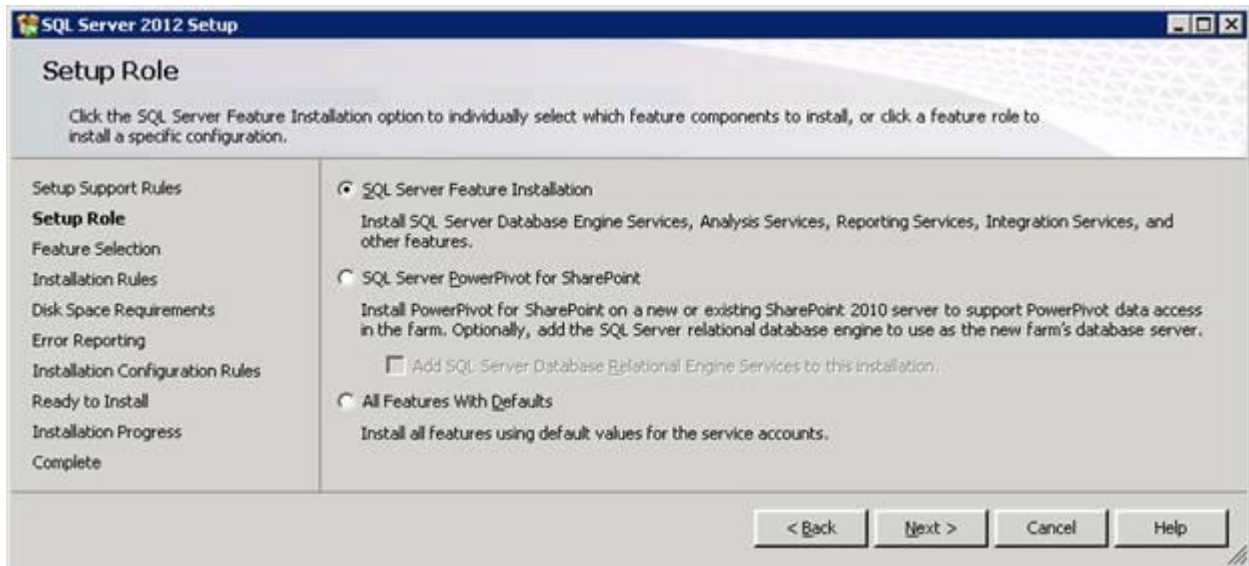 SQL Server 2012 Setup
Setup Role
Click the SQL Server Feature Installation option to individually select which feature components to install, or click a feature role to
install a specific configuration.
Setup Support Rules
Setup Role
Feature Selection
Installation Rules
Disk Space Requirements
Error Reporting
Installation Configuration Rules
Ready to Install
Installation Progress
Complete
SQL Server Feature Installation
Install SQL Server Database Engine Services, Analysis Services, Reporting Services, Integration Services, and
other features.
SQL Server PowerPivot for SharePoint
Install PowerPivot for SharePoint on a new or existing SharePoint 2010 server to support PowerPivot data access
in the farm. Optionally, add the SQL Server relational database engine to use as the new farm's database server.
Add SQL Server Database Relational Engine Services to this installation.
All Features With Defaults
Install all features using default values for the service accounts.
< Back
Next >
Cancel
Help